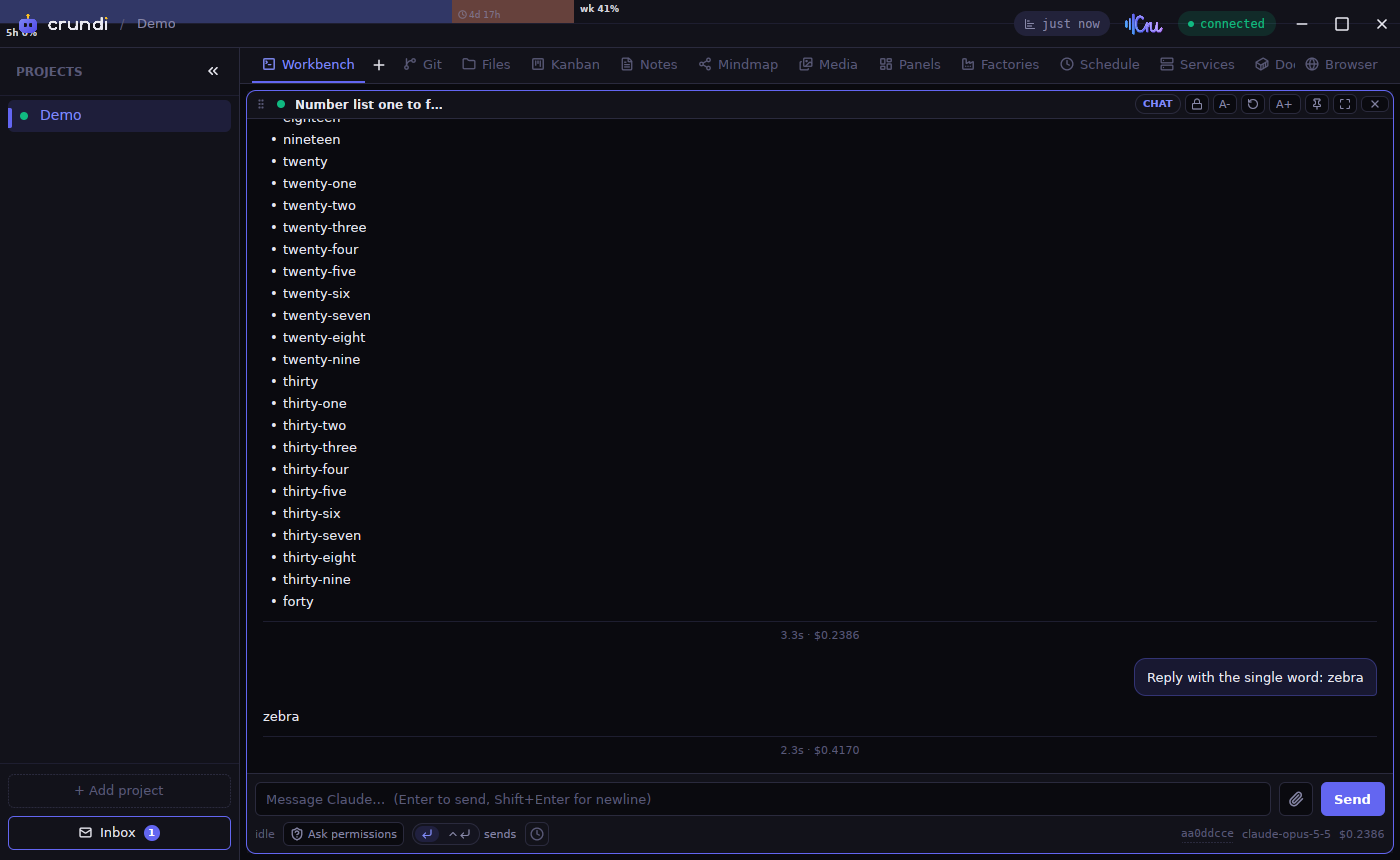 4d 17h
wk 41%
5h 6%
crundi / Demo
just now
Cru
connected
PROJECTS
Workbench
Git
Files
Kanban
Notes
Mindmap
Media
Panels
Factories
Schedule
Services
Doc
Browser
Demo
Number list one to f…
CHAT
A-
A+
eighteen
• nineteen
• twenty
• twenty-one
• twenty-two
• twenty-three
• twenty-four
• twenty-five
• twenty-six
• twenty-seven
• twenty-eight
• twenty-nine
• thirty
• thirty-one
• thirty-two
• thirty-three
• thirty-four
• thirty-five
• thirty-six
• thirty-seven
• thirty-eight
• thirty-nine
• forty
3.3s · $0.2386
Reply with the single word: zebra
zebra
2.3s · $0.4170
+ Add project
Inbox 1
Message Claude… (Enter to send, Shift+Enter for newline)
Send
idle
Ask permissions
sends
aa0ddcce claude-opus-5-5 $0.2386